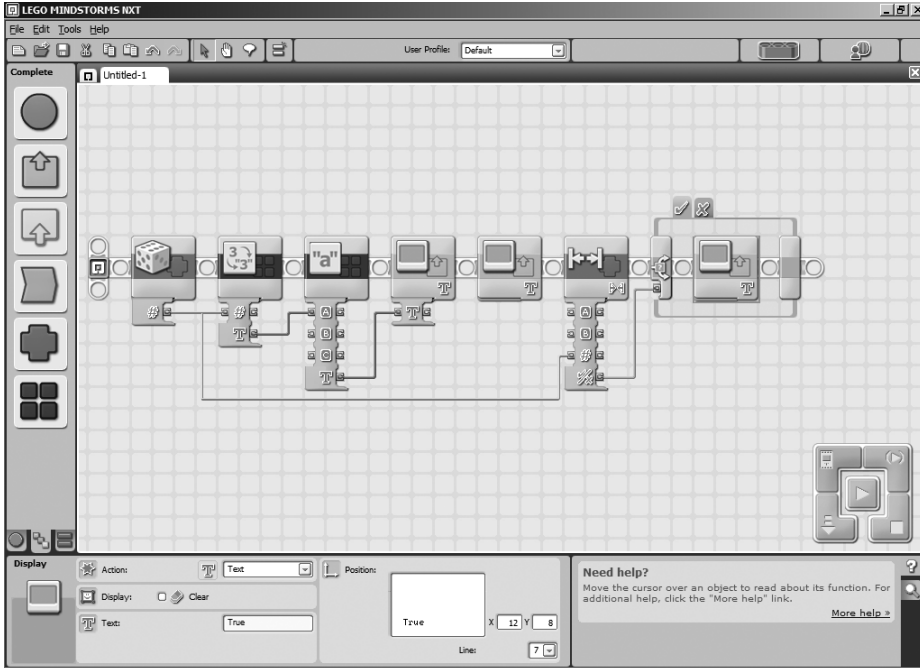 LEGO MINDSTORMS NXT
File Edit Tools Help
User Profile: Default
Complete
Untitled-1
3
"3"
"a"
T
T
#
#
T
A
B
C
T
T
A
B
#
T
Display
Action: T Text
Display: Clear
T Text: True
Position:
True
X 12 Y 8
Line: 7
Need help?
Move the cursor over an object to read about its function. For
additional help, click the "More help" link.
More help »
?